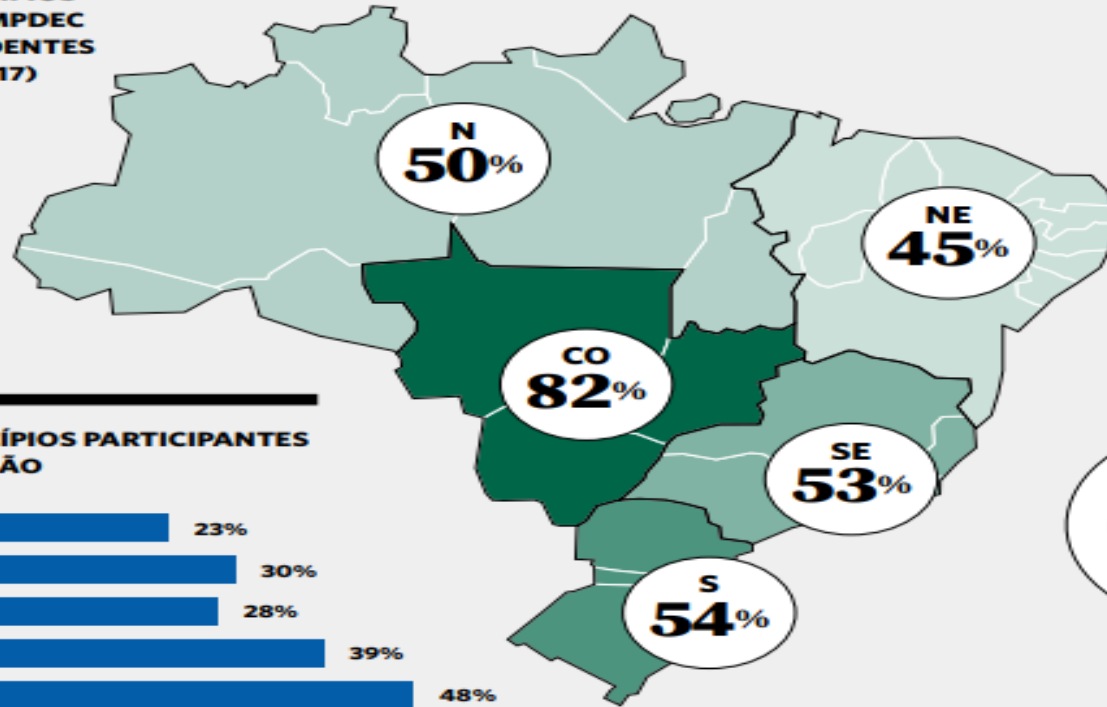 MPDEC
DENTES
17)
N
50%
NE
45%
CO
82%
SE
53%
S
54%
ÍPIOS PARTICIPANTES
ÃO
23%
30%
28%
39%
48%